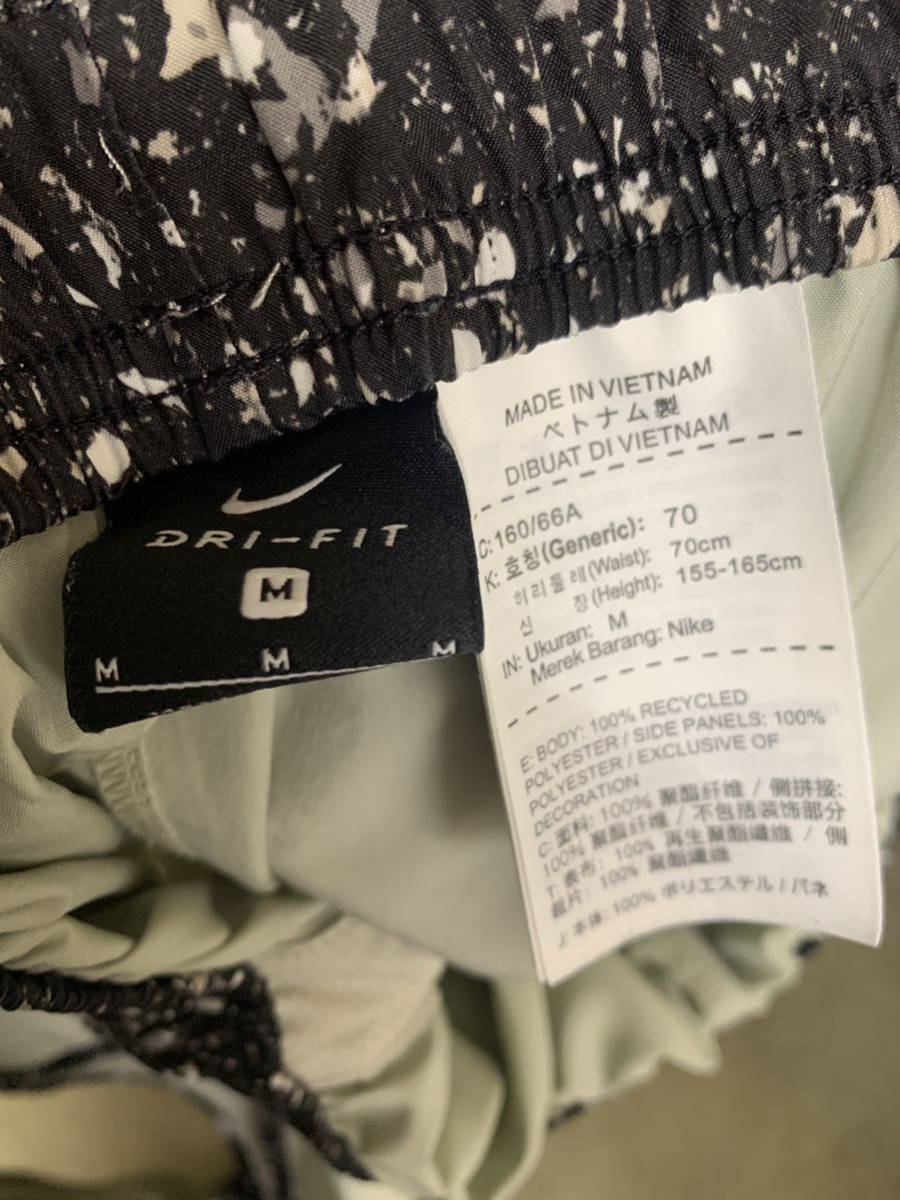 DRI-FIT
M
M M M
MADE IN VIETNAM
ベトナム製
DIBUAT DI VIETNAM
C: 160/66A
K: 호칭(Generic): 70
허리둘레(Waist): 70cm
신 장(Height): 155-165cm
IN: Ukuran: M
Merek Barang: Nike
E: BODY: 100% RECYCLED
POLYESTER / SIDE PANELS: 100%
POLYESTER / EXCLUSIVE OF
DECORATION
C: 面料: 100% 聚酯纤维 / 侧拼接:
100% 聚酯纤维 / 不包括装饰部分
T: 表布: 100% 再生聚酯纖維 / 側
裁片: 100% 聚酯纖維
J: 本体: 100% ポリエステル / パネ